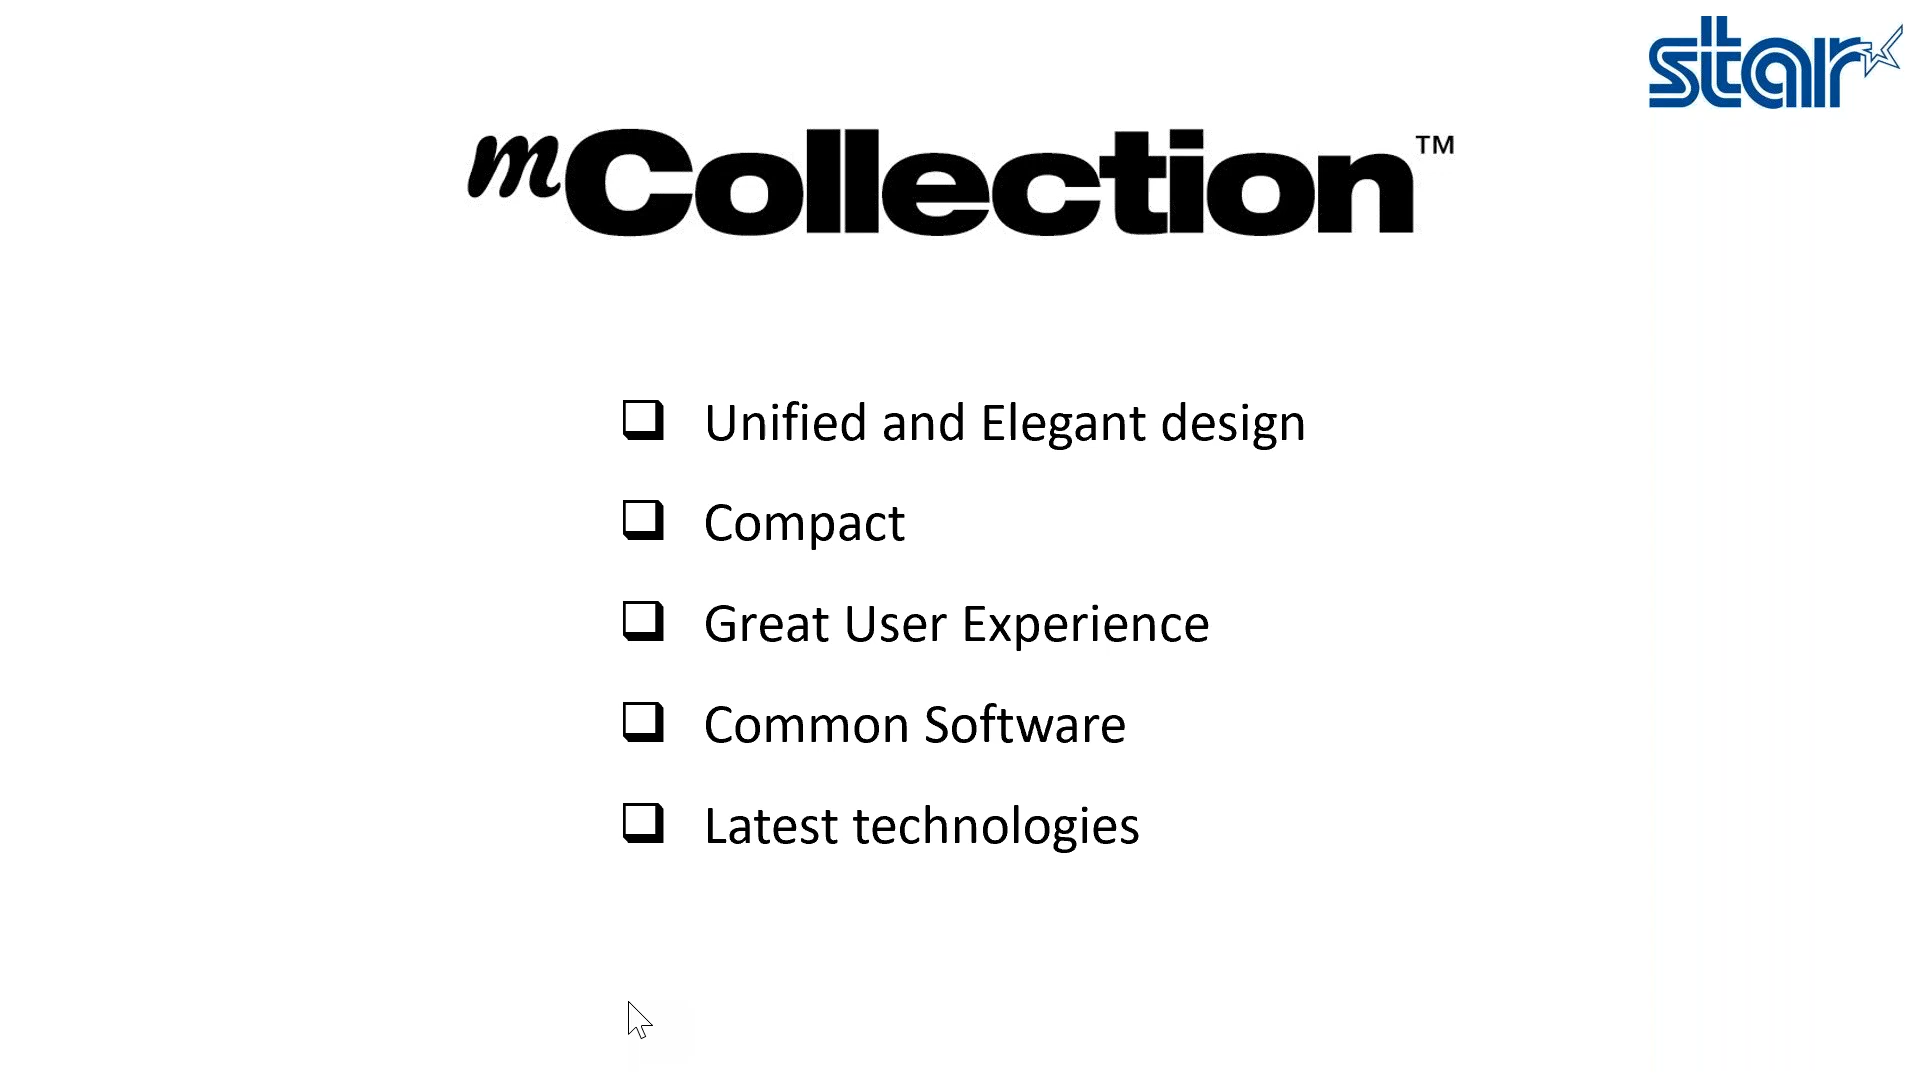 star
mCollection™
❑ Unified and Elegant design
❑ Compact
❑ Great User Experience
❑ Common Software
❑ Latest technologies